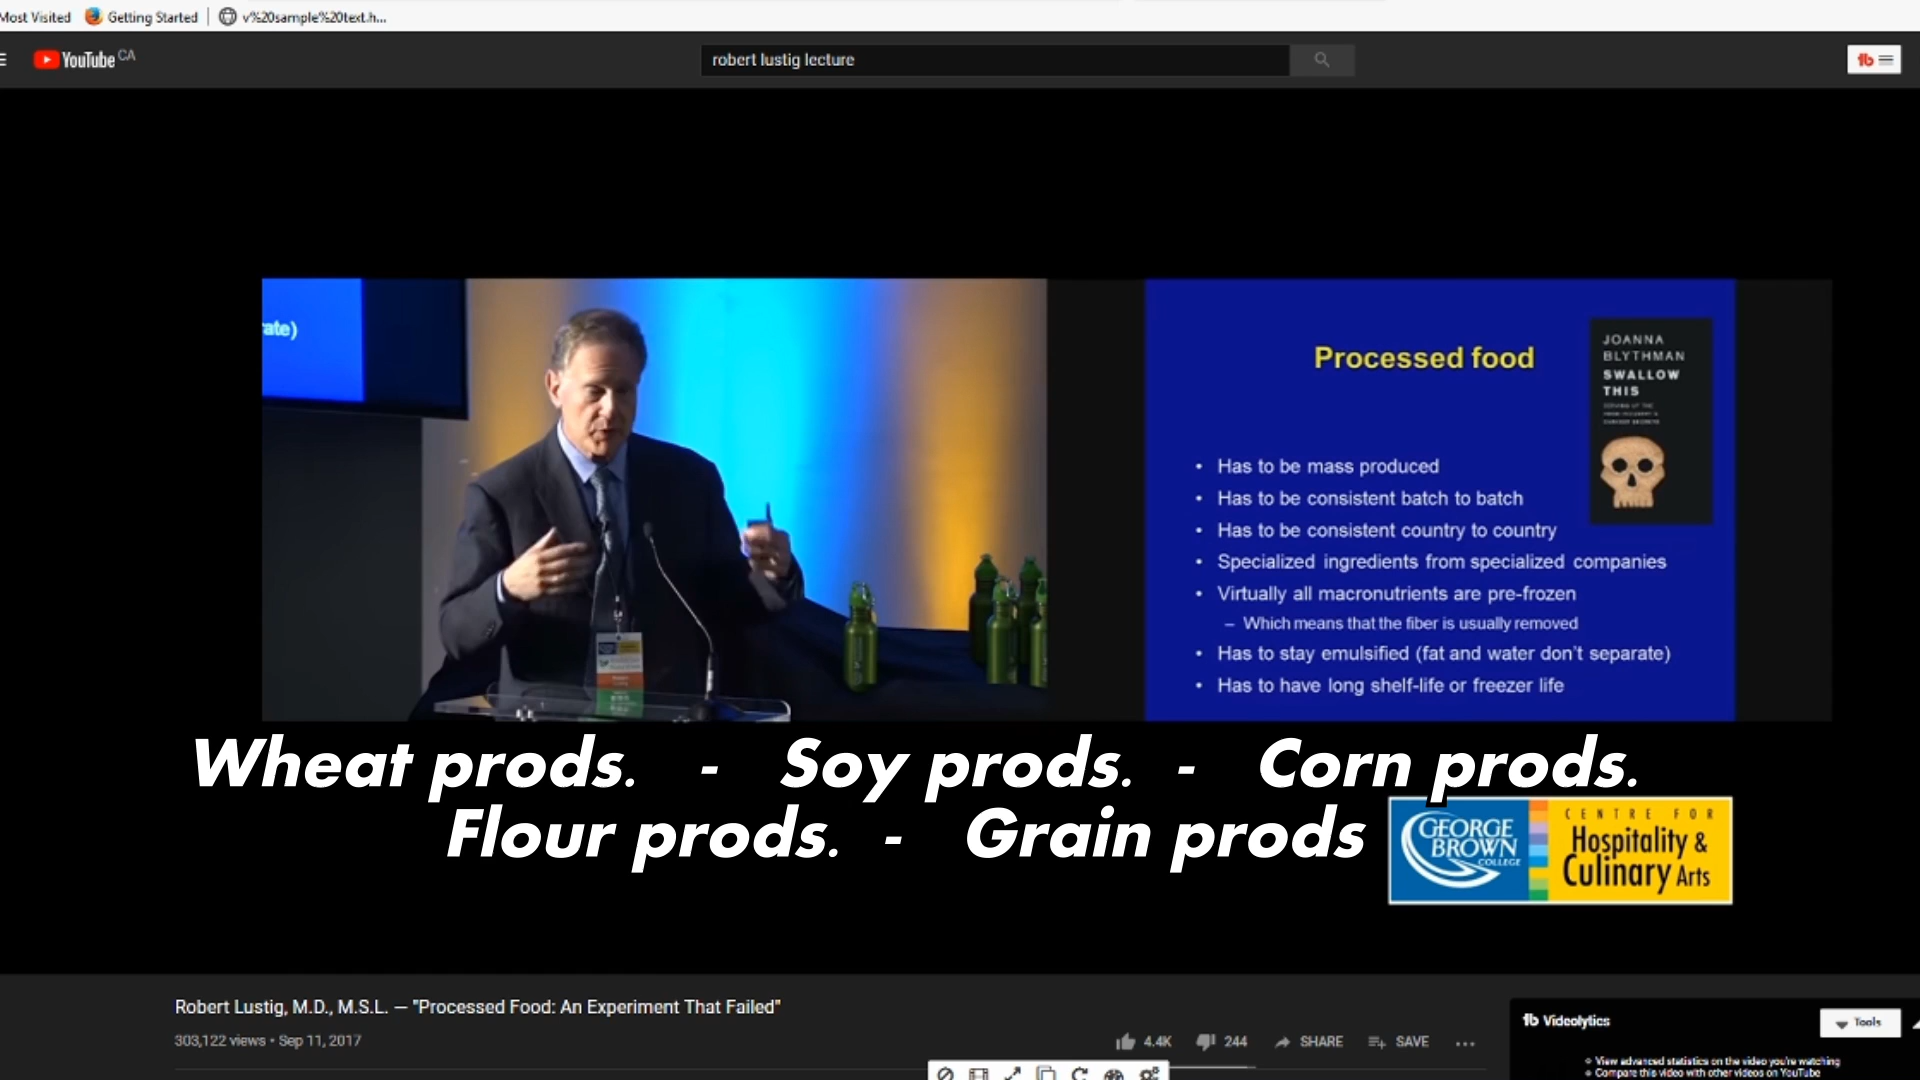 Most Visited
Getting Started
v%20sample%20text.h...
YouTube CA
robert lustig lecture
ate)
Processed food
JOANNA
BLYTHMAN
SWALLOW
THIS
• Has to be mass produced
• Has to be consistent batch to batch
• Has to be consistent country to country
• Specialized ingredients from specialized companies
• Virtually all macronutrients are pre-frozen
– Which means that the fiber is usually removed
• Has to stay emulsified (fat and water don't separate)
• Has to have long shelf-life or freezer life
Wheat prods. - Soy prods. - Corn prods.
Flour prods. - Grain prods
GEORGE
BROWN
COLLEGE
CENTRE FOR
Hospitality &
Culinary Arts
Robert Lustig, M.D., M.S.L. — "Processed Food: An Experiment That Failed"
303,122 views • Sep 11, 2017
4.4K
244
SHARE
SAVE
Videolytics
Tools
View advanced statistics on the video you're watching
Compare this video with other videos on YouTube